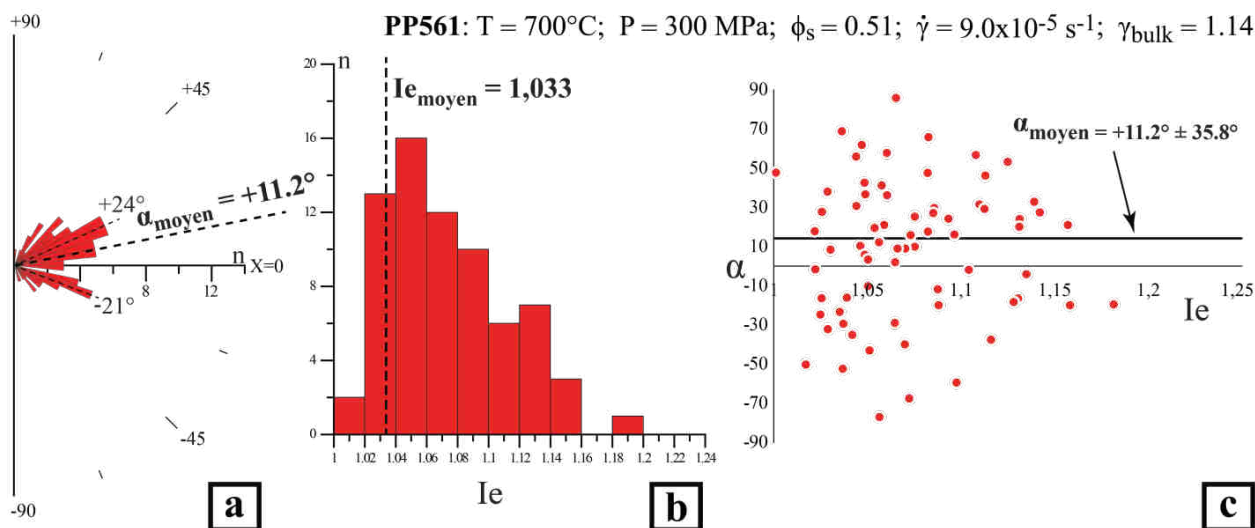 PP561: T = 700°C; P = 300 MPa; ϕs = 0.51; γ̇ = 9.0x10-5 s-1; γbulk = 1.14
+90
+45
αmoyen = +11.2°
+24°
n X=0
8 12
-21°
-45
-90
a
n
Iemoyen = 1,033
20
16
12
8
4
0
1 1.02 1.04 1.06 1.08 1.1 1.12 1.14 1.16 1.18 1.2 1.22 1.24
Ie
b
αmoyen = +11.2° ± 35.8°
90
70
50
30
10
α
-10
-30
-50
-70
-90
1 1,05 1,1 1,15 1,2 1,25
Ie
c